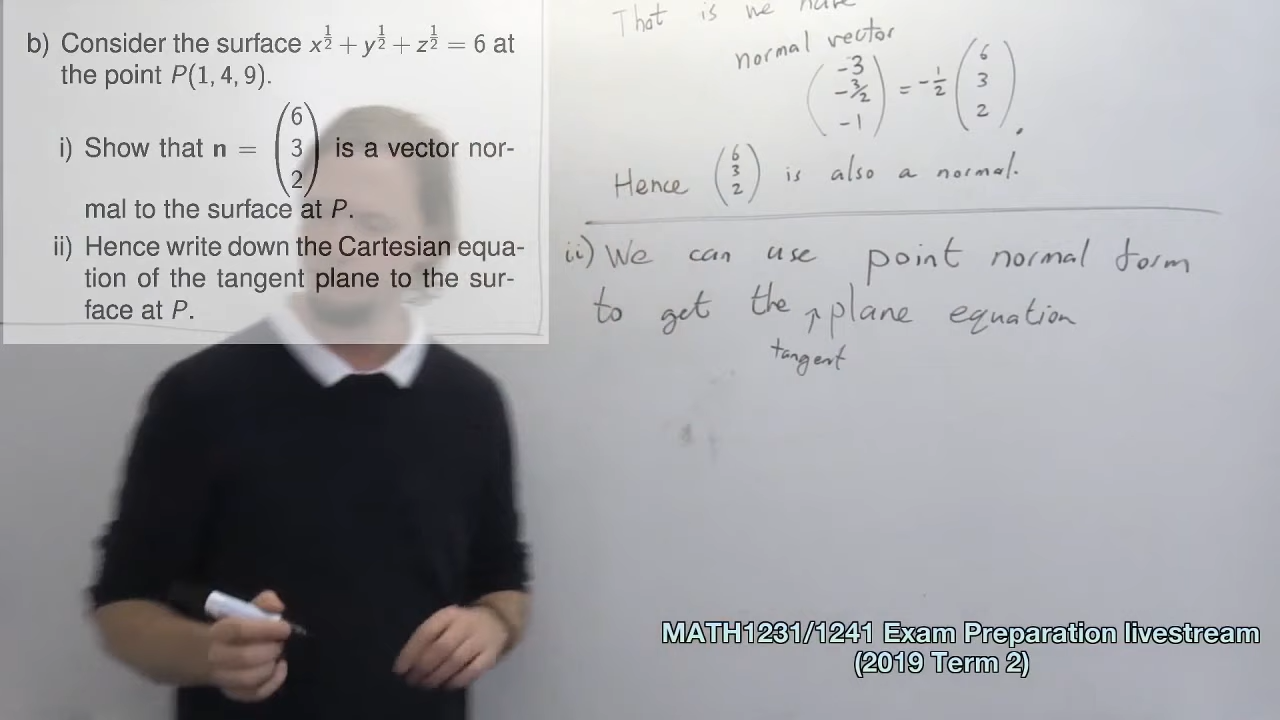 b) Consider the surface x^{1/2} + y^{1/2} + z^{1/2} = 6 at
the point P(1, 4, 9).
i) Show that n = (6 3 2) is a vector nor-
mal to the surface at P.
ii) Hence write down the Cartesian equa-
tion of the tangent plane to the sur-
face at P.
That is we have
normal vector
(-3 -3/2 -1) = -1/2 (6 3 2).
Hence (6 3 2) is also a normal.
ii) We can use point normal form
to get the ↑ plane equation
tangent
MATH1231/1241 Exam Preparation livestream
(2019 Term 2)